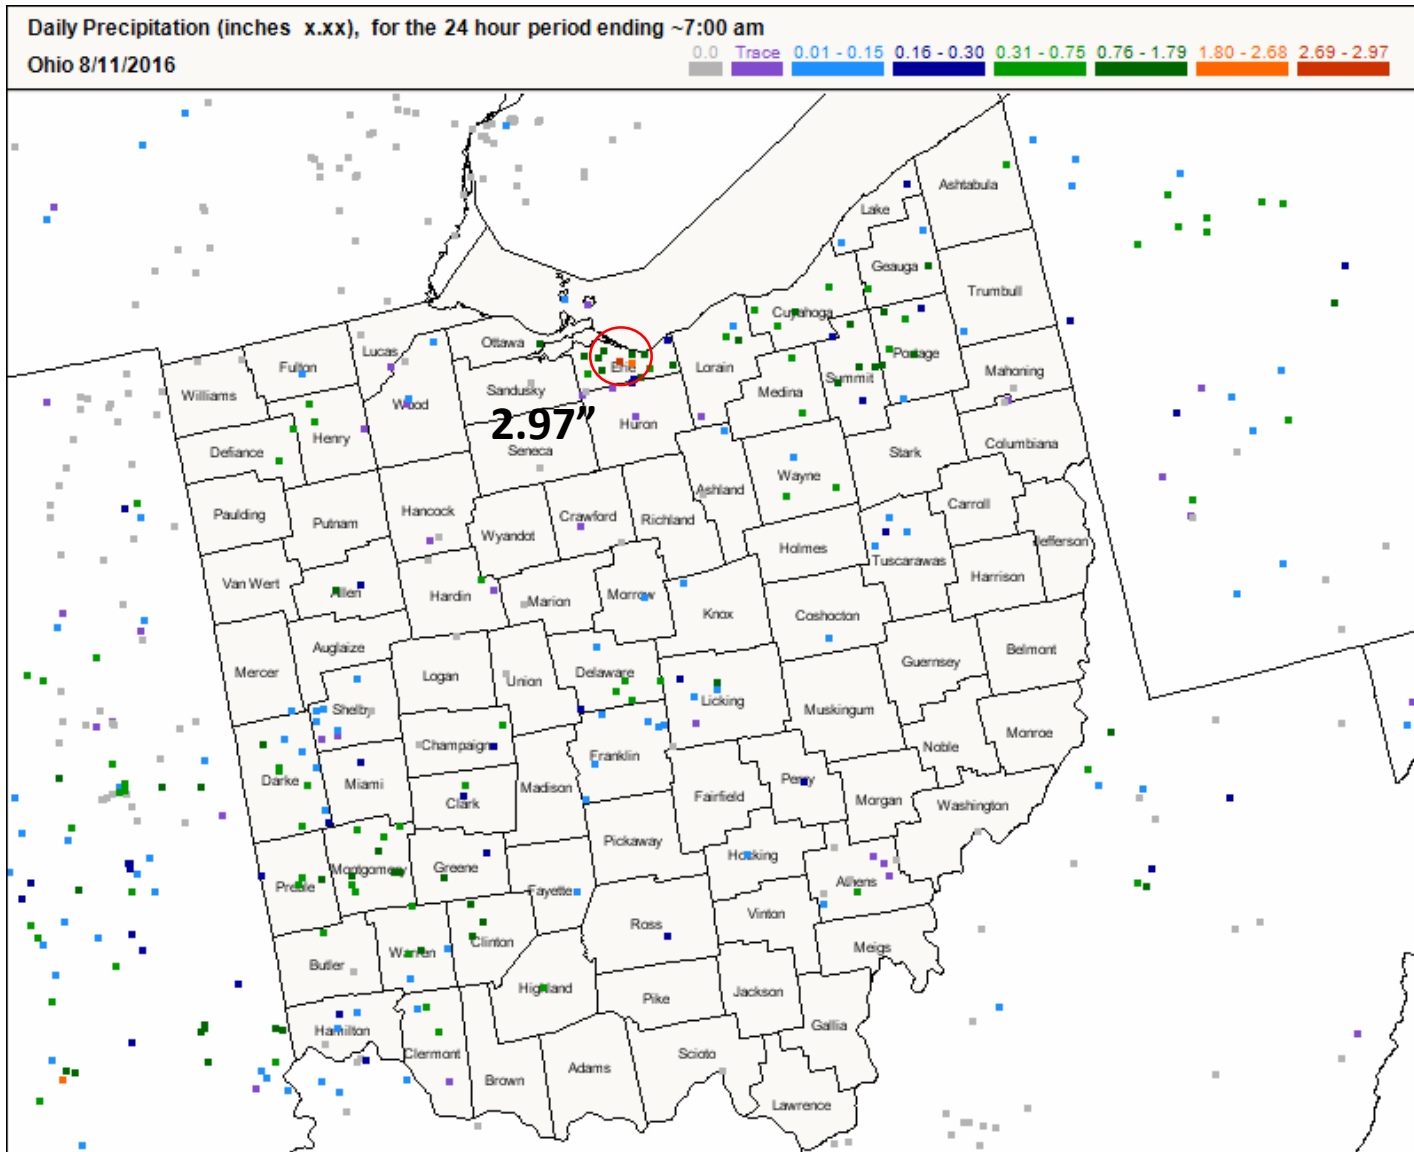 Daily Precipitation (inches x.xx), for the 24 hour period ending ~7:00 am
Ohio 8/11/2016
0.0 Trace 0.01 - 0.15 0.16 - 0.30 0.31 - 0.75 0.76 - 1.79 1.80 - 2.68 2.69 - 2.97
Ashtabula
Lake
Geauga
Trumbull
Cuyahoga
Ottawa
Lucas
Fulton
Erie
Lorain
Portage
Mahoning
Williams
Sandusky
Wood
Medina
Summit
2.97”
Huron
Henry
Defiance
Seneca
Columbiana
Stark
Wayne
Ashland
Carroll
Paulding
Putnam
Hancock
Crawford
Richland
Wyandot
Holmes
Jefferson
Tuscarawas
Harrison
Van Wert
Allen
Hardin
Marion
Morrow
Knox
Coshocton
Auglaize
Belmont
Guernsey
Mercer
Logan
Union
Delaware
Licking
Shelby
Muskingum
Monroe
Noble
Champaign
Franklin
Darke
Miami
Madison
Perry
Fairfield
Morgan
Washington
Clark
Pickaway
Hocking
Montgomery
Greene
Preble
Fayette
Athens
Vinton
Ross
Clinton
Warren
Meigs
Butler
Highland
Pike
Jackson
Gallia
Hamilton
Clermont
Scioto
Adams
Brown
Lawrence